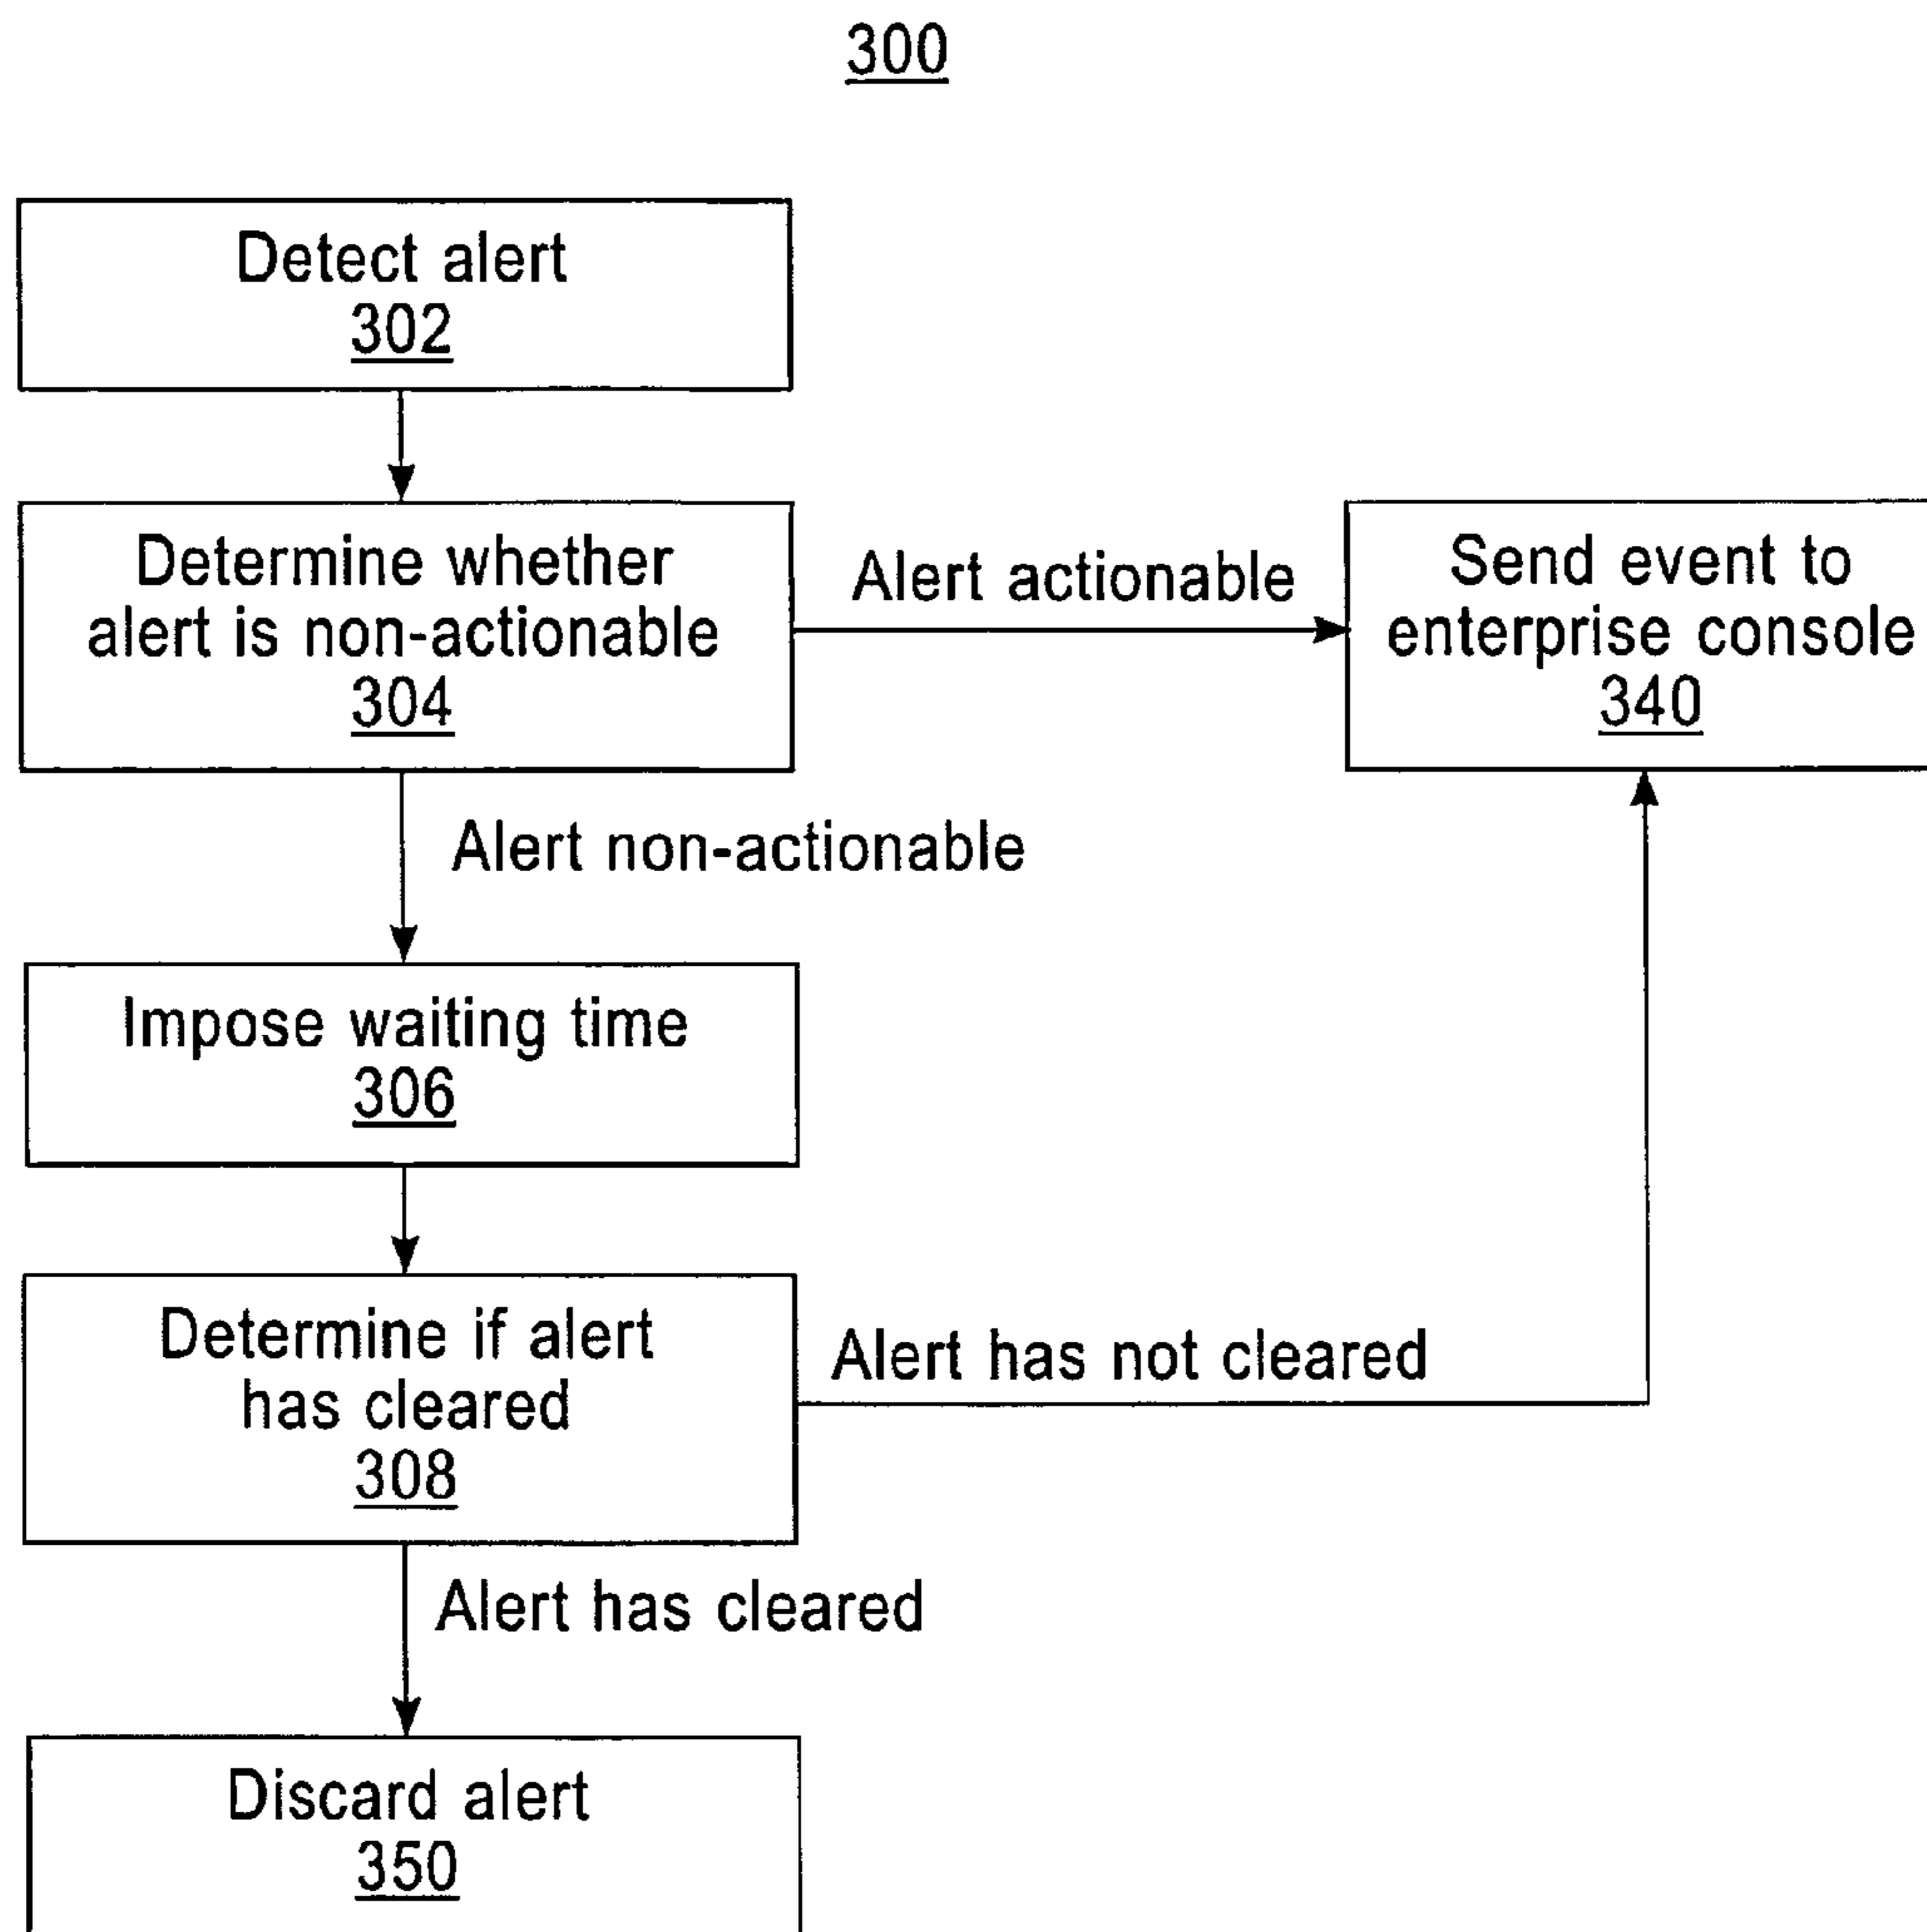 300
Detect alert
302
Determine whether
alert is non-actionable
304
Alert actionable
Send event to
enterprise console
340
Alert non-actionable
Impose waiting time
306
Determine if alert
has cleared
308
Alert has not cleared
Alert has cleared
Discard alert
350